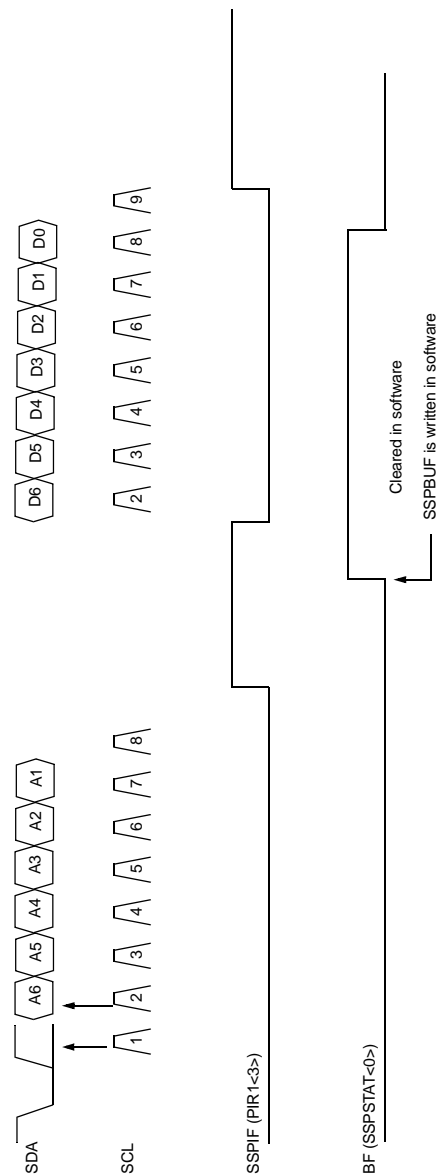 SDA
A6 A5 A4 A3 A2 A1
D6 D5 D4 D3 D2 D1 D0
SCL
1 2 3 4 5 6 7 8
2 3 4 5 6 7 8 9
SSPIF (PIR1<3>)
BF (SSPSTAT<0>)
Cleared in software
SSPBUF is written in software